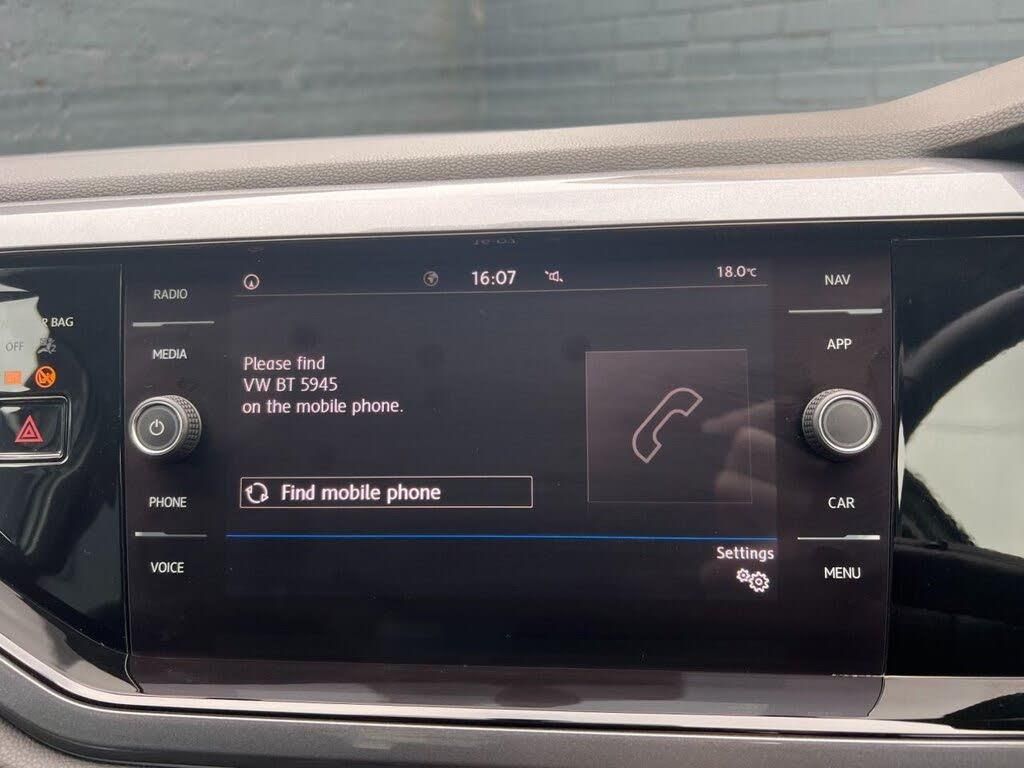 16:07
18.0°C
RADIO
MEDIA
PHONE
VOICE
NAV
APP
CAR
MENU
BAG
OFF
Please find
VW BT 5945
on the mobile phone.
Find mobile phone
Settings